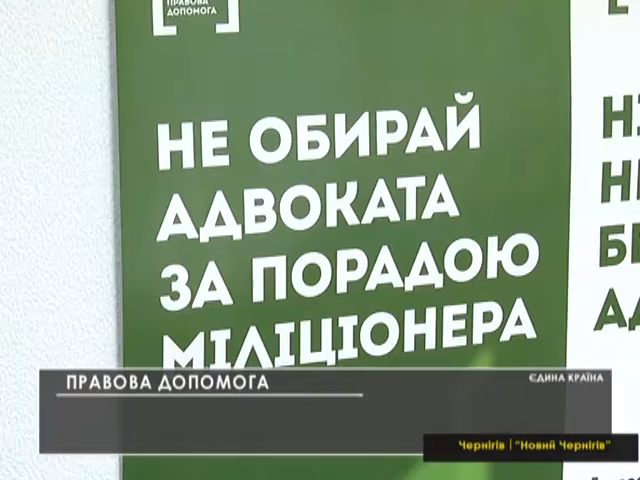 ПРАВОВА
ДОПОМОГА
НЕ ОБИРАЙ
АДВОКАТА
ЗА ПОРАДОЮ
МІЛІЦІОНЕРА
ПРАВОВА ДОПОМОГА
ЄДИНА КРАЇНА
Чернігів | "Новий Чернігів"